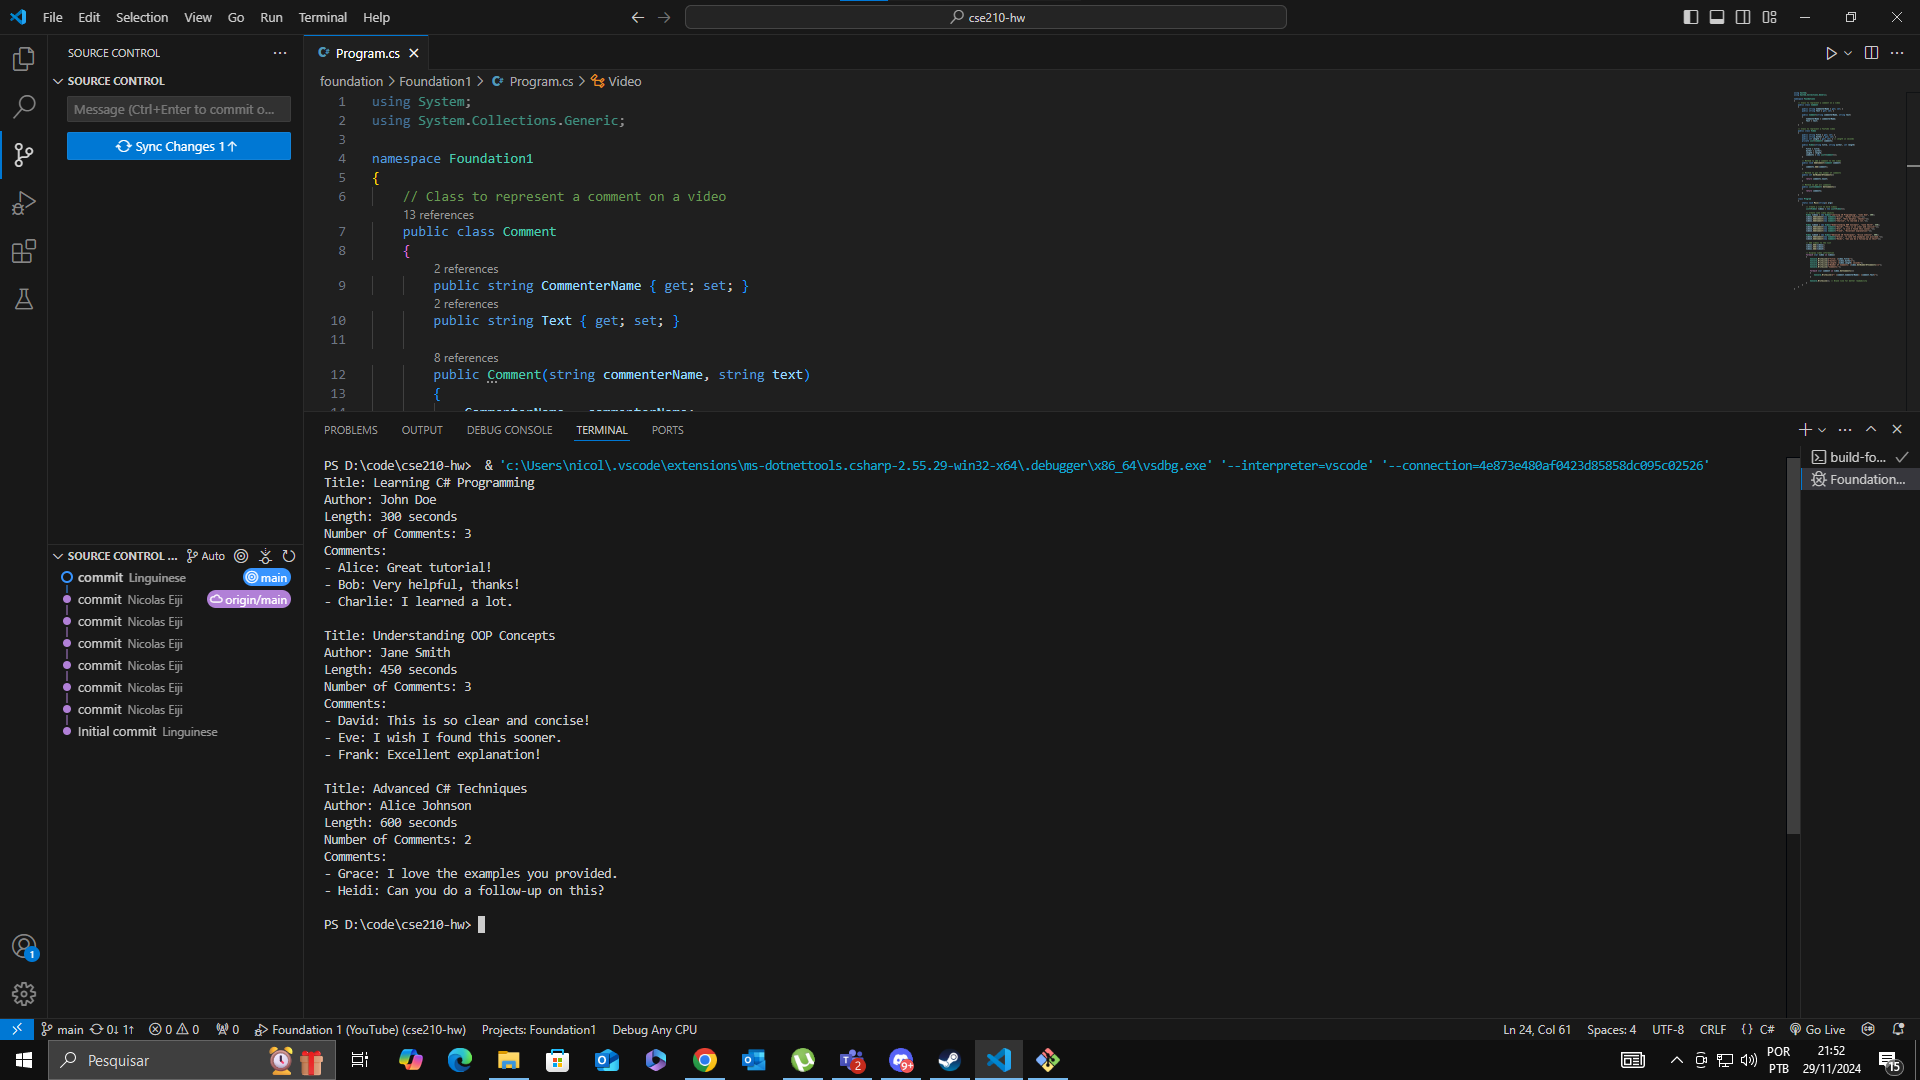 File Edit Selection View Go Run Terminal Help
cse210-hw
SOURCE CONTROL
SOURCE CONTROL
Message (Ctrl+Enter to commit o...
Sync Changes 1↑
Program.cs
foundation > Foundation1 > Program.cs > Video
1 using System;
2 using System.Collections.Generic;
3
4 namespace Foundation1
5 {
6 // Class to represent a comment on a video
13 references
7 public class Comment
8 {
2 references
9 public string CommenterName { get; set; }
2 references
10 public string Text { get; set; }
11
8 references
12 public Comment(string commenterName, string text)
13 {
PROBLEMS OUTPUT DEBUG CONSOLE TERMINAL PORTS
PS D:\code\cse210-hw> & 'c:\Users\nicol\.vscode\extensions\ms-dotnettools.csharp-2.55.29-win32-x64\.debugger\x86_64\vsdbg.exe' '--interpreter=vscode' '--connection=4e873e480af0423d85858dc095c02526'
Title: Learning C# Programming
Author: John Doe
Length: 300 seconds
Number of Comments: 3
Comments:
- Alice: Great tutorial!
- Bob: Very helpful, thanks!
- Charlie: I learned a lot.
Title: Understanding OOP Concepts
Author: Jane Smith
Length: 450 seconds
Number of Comments: 3
Comments:
- David: This is so clear and concise!
- Eve: I wish I found this sooner.
- Frank: Excellent explanation!
Title: Advanced C# Techniques
Author: Alice Johnson
Length: 600 seconds
Number of Comments: 2
Comments:
- Grace: I love the examples you provided.
- Heidi: Can you do a follow-up on this?
PS D:\code\cse210-hw>
build-fo...
Foundation...
SOURCE CONTROL ... Auto
commit Linguinese main
commit Nicolas Eiji origin/main
commit Nicolas Eiji
commit Nicolas Eiji
commit Nicolas Eiji
commit Nicolas Eiji
commit Nicolas Eiji
Initial commit Linguinese
1
main 0↓ 1↑ 0 0 0 Foundation 1 (YouTube) (cse210-hw) Projects: Foundation1 Debug Any CPU
Ln 24, Col 61 Spaces: 4 UTF-8 CRLF {} C# Go Live
Pesquisar
2
9+
POR
PTB
21:52
29/11/2024
15